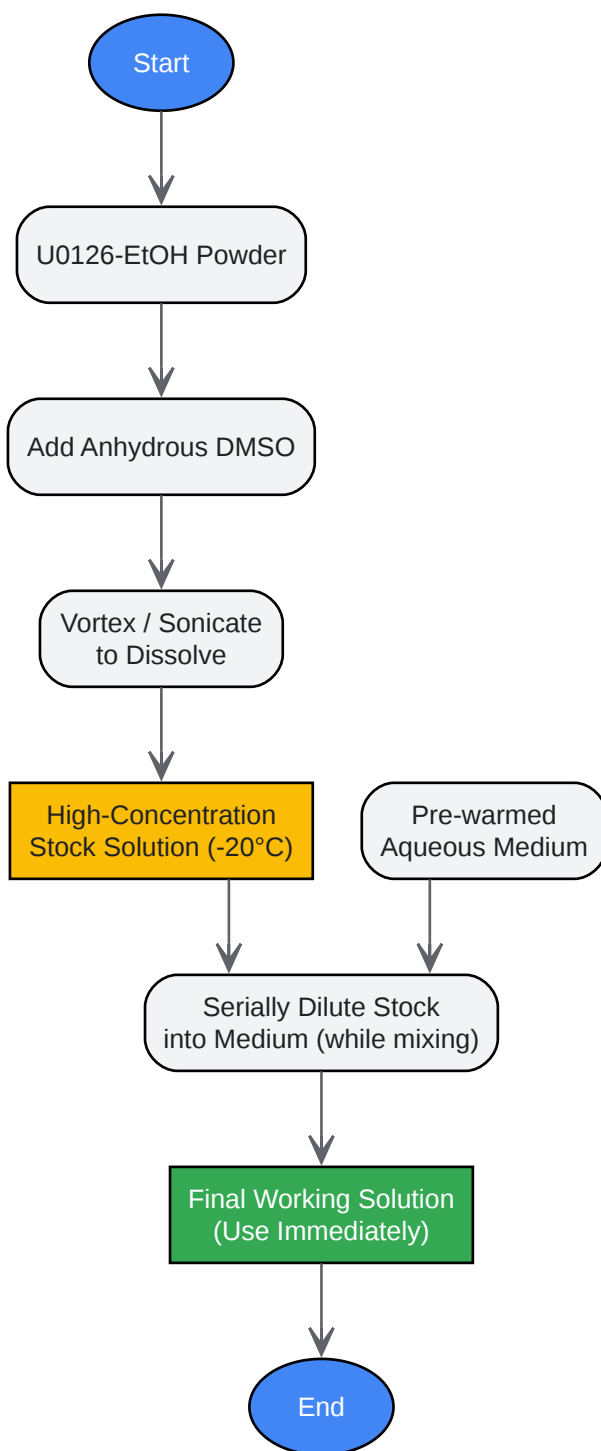 Start
U0126-EtOH Powder
Add Anhydrous DMSO
Vortex / Sonicate
to Dissolve
High-Concentration
Stock Solution (-20°C)
Pre-warmed
Aqueous Medium
Serially Dilute Stock
into Medium (while mixing)
Final Working Solution
(Use Immediately)
End